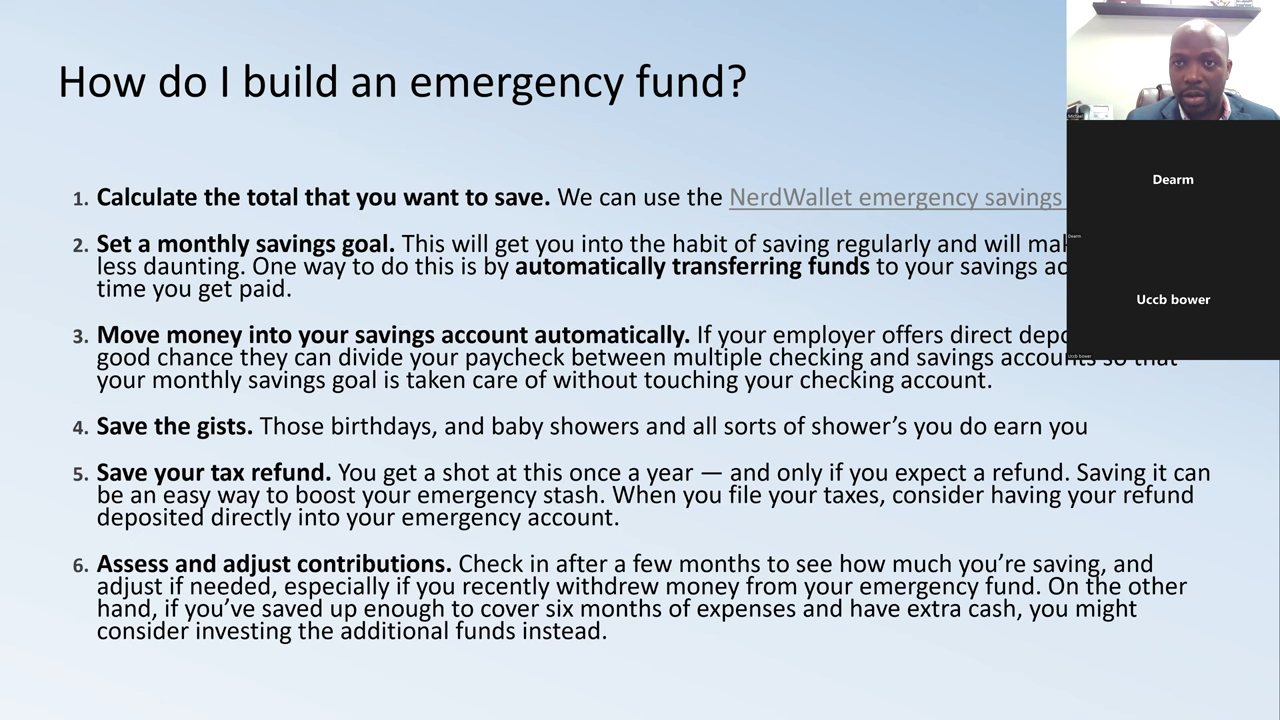 How do I build an emergency fund?
1. Calculate the total that you want to save. We can use the NerdWallet emergency savings
2. Set a monthly savings goal. This will get you into the habit of saving regularly and will
less daunting. One way to do this is by automatically transferring funds to your savings
time you get paid.
3. Move money into your savings account automatically. If your employer offers direct
good chance they can divide your paycheck between multiple checking and savings accounts so that
your monthly savings goal is taken care of without touching your checking account.
4. Save the gists. Those birthdays, and baby showers and all sorts of shower’s you do earn you
5. Save your tax refund. You get a shot at this once a year — and only if you expect a refund. Saving it can
be an easy way to boost your emergency stash. When you file your taxes, consider having your refund
deposited directly into your emergency account.
6. Assess and adjust contributions. Check in after a few months to see how much you’re saving, and
adjust if needed, especially if you recently withdrew money from your emergency fund. On the other
hand, if you’ve saved up enough to cover six months of expenses and have extra cash, you might
consider investing the additional funds instead.
Michael
Dearm
Dearm
Uccb bower
Uccb bower